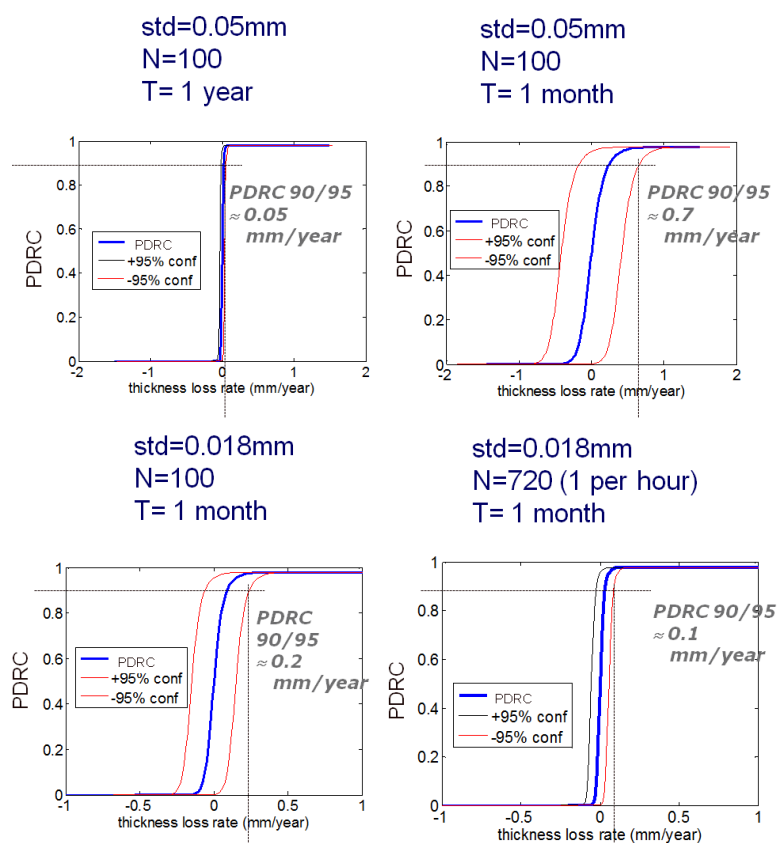 std=0.05mm
N=100
T= 1 year
1
0.8
0.6
0.4
0.2
0
-2
-1
0
1
2
PDRC
thickness loss rate (mm/year)
PDRC
+95% conf
-95% conf
PDRC 90/95
≈0.05
mm/year
std=0.05mm
N=100
T= 1 month
1
0.8
0.6
0.4
0.2
0
-2
-1
0
1
2
PDRC
thickness loss rate (mm/year)
PDRC
+95% conf
-95% conf
PDRC 90/95
≈0.7
mm/year
std=0.018mm
N=100
T= 1 month
1
0.8
0.6
0.4
0.2
0
-1
-0.5
0
0.5
1
PDRC
thickness loss rate (mm/year)
PDRC
+95% conf
-95% conf
PDRC
90/95
≈0.2
mm/year
std=0.018mm
N=720 (1 per hour)
T= 1 month
1
0.8
0.6
0.4
0.2
0
-1
-0.5
0
0.5
1
PDRC
thickness loss rate (mm/year)
PDRC
+95% conf
-95% conf
PDRC 90/95
≈0.1
mm/year